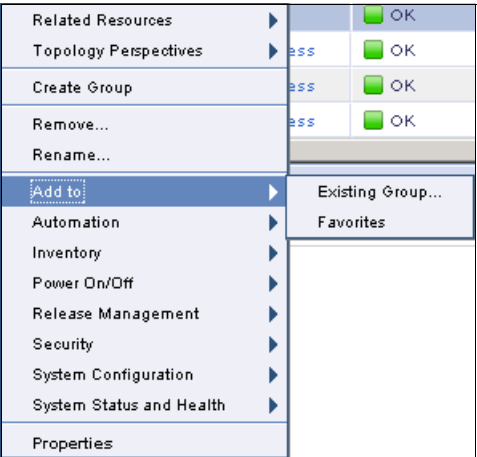 Related Resources
OK
Topology Perspectives
ess
OK
Create Group
ess
OK
Remove...
ess
OK
Rename...
Add to
Existing Group...
Automation
Favorites
Inventory
Power On/Off
Release Management
Security
System Configuration
System Status and Health
Properties